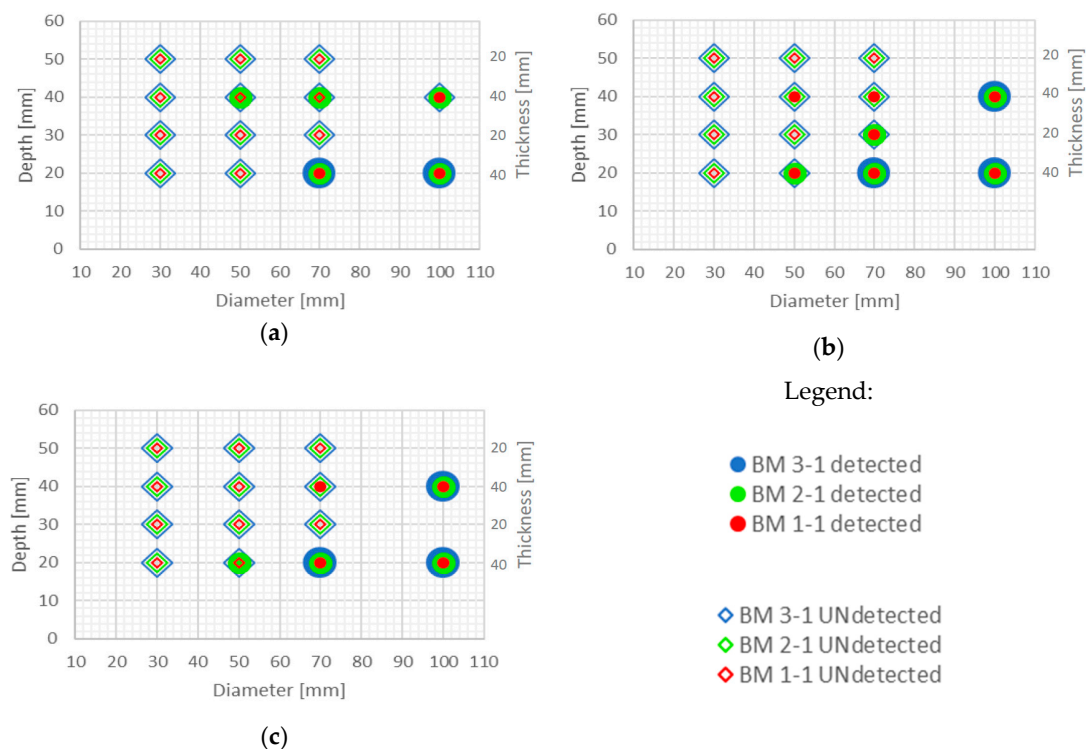 60
50
40
30
20
10
0
Depth [mm]
20
40
20
40
Thickness [mm]
10 20 30 40 50 60 70 80 90 100 110
Diameter [mm]
(a)
60
50
40
30
20
10
0
Depth [mm]
20
40
20
40
Thickness [mm]
10 20 30 40 50 60 70 80 90 100 110
Diameter [mm]
(b)
60
50
40
30
20
10
0
Depth [mm]
20
40
20
40
Thickness [mm]
10 20 30 40 50 60 70 80 90 100 110
Diameter [mm]
(c)
Legend:
BM 3-1 detected
BM 2-1 detected
BM 1-1 detected
BM 3-1 UNdetected
BM 2-1 UNdetected
BM 1-1 UNdetected